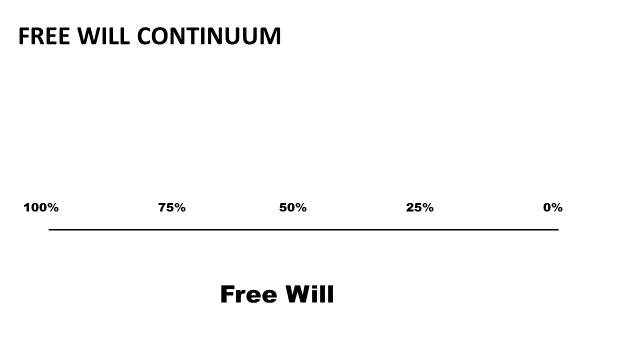 FREE WILL CONTINUUM
100% 75% 50% 25% 0%
Free Will